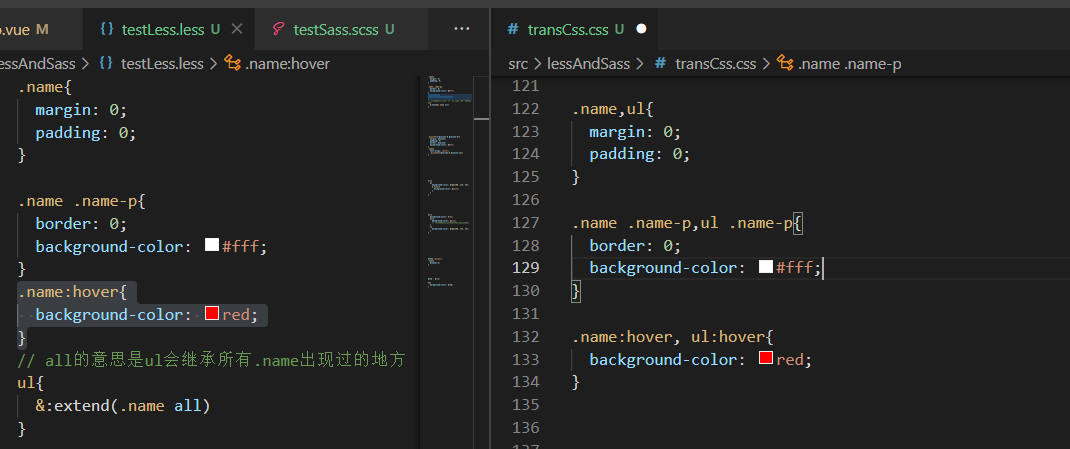 .vue M
testLess.less U
testSass.scss U
transCss.css U
essAndSass > testLess.less > .name:hover
src > lessAndSass > # transCss.css > .name .name-p
.name{
margin: 0;
padding: 0;
}
.name .name-p{
border: 0;
background-color: #fff;
}
.name:hover{
background-color: red;
}
// all的意思是ul会继承所有.name出现过的地方
ul{
&:extend(.name all)
}
121
122 .name,ul{
123 margin: 0;
124 padding: 0;
125 }
126
127 .name .name-p,ul .name-p{
128 border: 0;
129 background-color: #fff;
130 }
131
132 .name:hover, ul:hover{
133 background-color: red;
134 }
135
136